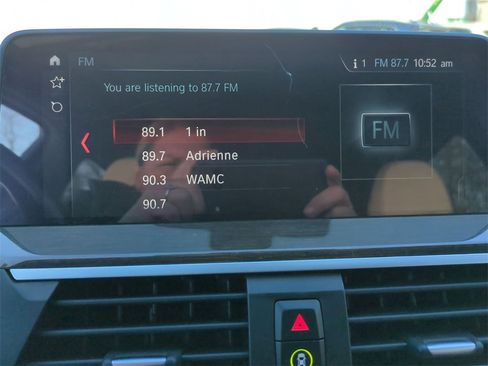 FM
i 1 FM 87.7 10:52 am
You are listening to 87.7 FM
89.1 1 in
89.7 Adrienne
90.3 WAMC
90.7
FM